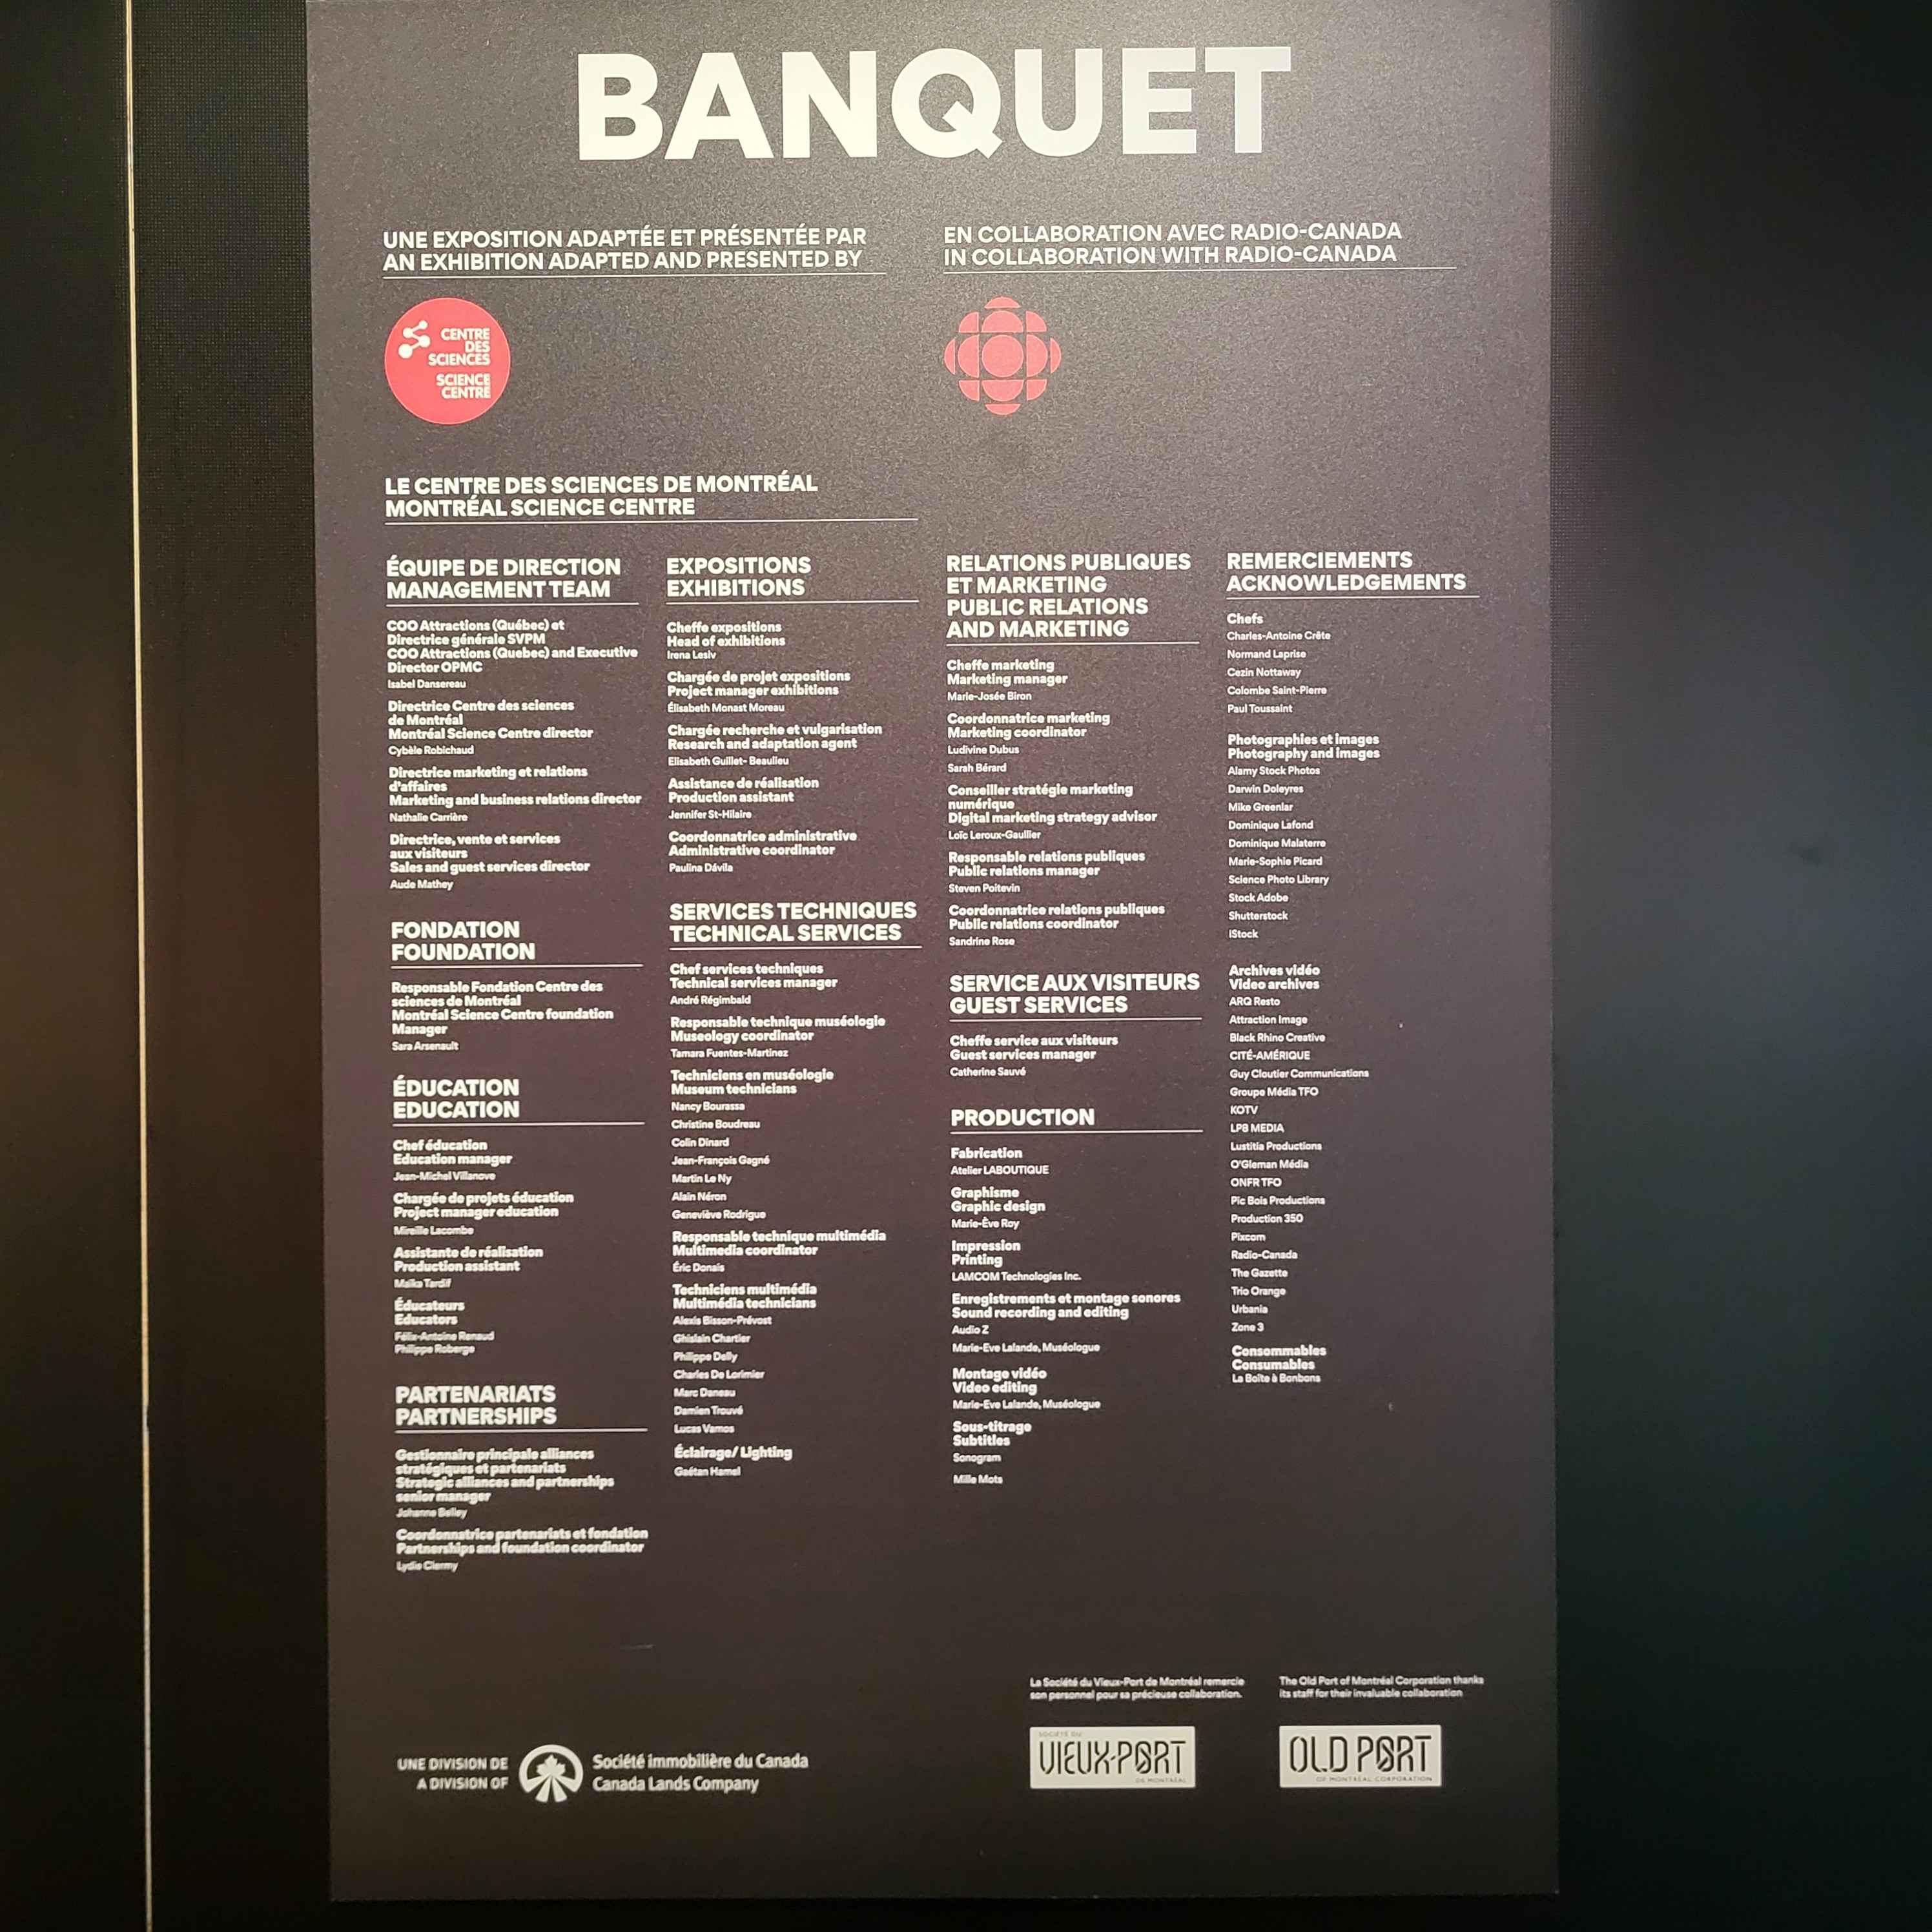 BANQUET
UNE EXPOSITION ADAPTÉE ET PRÉSENTÉE PAR
AN EXHIBITION ADAPTED AND PRESENTED BY
EN COLLABORATION AVEC RADIO-CANADA
IN COLLABORATION WITH RADIO-CANADA
CENTRE
DES
SCIENCES
SCIENCE
CENTRE
LE CENTRE DES SCIENCES DE MONTRÉAL
MONTRÉAL SCIENCE CENTRE
ÉQUIPE DE DIRECTION
MANAGEMENT TEAM
COO Attractions (Québec) et
Directrice générale SVPM
COO Attractions (Quebec) and Executive
Director OPMC
Isabel Dansereau
Directrice Centre des sciences
de Montréal
Montréal Science Centre director
Cybèle Robichaud
Directrice marketing et relations
d'affaires
Marketing and business relations director
Nathalie Carrière
Directrice, vente et services
aux visiteurs
Sales and guest services director
Aude Mathey
FONDATION
FOUNDATION
Responsable Fondation Centre des
sciences de Montréal
Montréal Science Centre foundation
Manager
Sara Arsenault
ÉDUCATION
EDUCATION
Chef éducation
Education manager
Jean-Michel Villanove
Chargée de projets éducation
Project manager education
Mireille Lacombe
Assistante de réalisation
Production assistant
Maïka Tardif
Éducateurs
Educators
Félix-Antoine Renaud
Philippe Roberge
PARTENARIATS
PARTNERSHIPS
Gestionnaire principale alliances
stratégiques et partenariats
Strategic alliances and partnerships
senior manager
Johanne Belley
Coordonnatrice partenariats et fondation
Partnerships and foundation coordinator
Lydie Clermy
EXPOSITIONS
EXHIBITIONS
Cheffe expositions
Head of exhibitions
Irena Lesiv
Chargée de projet expositions
Project manager exhibitions
Élisabeth Monast Moreau
Chargée recherche et vulgarisation
Research and adaptation agent
Elisabeth Guillet- Beaulieu
Assistance de réalisation
Production assistant
Jennifer St-Hilaire
Coordonnatrice administrative
Administrative coordinator
Paulina Dávila
SERVICES TECHNIQUES
TECHNICAL SERVICES
Chef services techniques
Technical services manager
André Régimbald
Responsable technique muséologie
Museology coordinator
Tamara Fuentes-Martinez
Techniciens en muséologie
Museum technicians
Nancy Bourassa
Christine Boudreau
Colin Dinard
Jean-François Gagné
Martin Le Ny
Alain Néron
Geneviève Rodrigue
Responsable technique multimédia
Multimedia coordinator
Éric Donais
Techniciens multimédia
Multimédia technicians
Alexis Bisson-Prévost
Ghislain Chartier
Philippe Delly
Charles De Lorimier
Marc Daneau
Damien Trouvé
Lucas Vamos
Éclairage/ Lighting
Gaétan Hamel
RELATIONS PUBLIQUES
ET MARKETING
PUBLIC RELATIONS
AND MARKETING
Cheffe marketing
Marketing manager
Marie-Josée Biron
Coordonnatrice marketing
Marketing coordinator
Ludivine Dubus
Sarah Bérard
Conseiller stratégie marketing
numérique
Digital marketing strategy advisor
Loïc Leroux-Gaullier
Responsable relations publiques
Public relations manager
Steven Poitevin
Coordonnatrice relations publiques
Public relations coordinator
Sandrine Rose
SERVICE AUX VISITEURS
GUEST SERVICES
Cheffe service aux visiteurs
Guest services manager
Catherine Sauvé
PRODUCTION
Fabrication
Atelier LABOUTIQUE
Graphisme
Graphic design
Marie-Ève Roy
Impression
Printing
LAMCOM Technologies Inc.
Enregistrements et montage sonores
Sound recording and editing
Audio Z
Marie-Eve Lalande, Muséologue
Montage vidéo
Video editing
Marie-Eve Lalande, Muséologue
Sous-titrage
Subtitles
Sonogram
Mille Mots
REMERCIEMENTS
ACKNOWLEDGEMENTS
Chefs
Charles-Antoine Crête
Normand Laprise
Cezin Nottaway
Colombe Saint-Pierre
Paul Toussaint
Photographies et images
Photography and images
Alamy Stock Photos
Darwin Doleyres
Mike Greenlar
Dominique Lafond
Dominique Malaterre
Marie-Sophie Picard
Science Photo Library
Stock Adobe
Shutterstock
iStock
Archives vidéo
Video archives
ARQ Resto
Attraction Image
Black Rhino Creative
CITÉ-AMÉRIQUE
Guy Cloutier Communications
Groupe Média TFO
KOTV
LP8 MEDIA
Lustitia Productions
O'Gleman Média
ONFR TFO
Pic Bois Productions
Production 350
Pixcom
Radio-Canada
The Gazette
Trio Orange
Urbania
Zone 3
Consommables
Consumables
La Boîte à Bonbons
La Société du Vieux-Port de Montréal remercie
son personnel pour sa précieuse collaboration.
The Old Port of Montréal Corporation thanks
its staff for their invaluable collaboration
UNE DIVISION DE
A DIVISION OF
Société immobilière du Canada
Canada Lands Company
SOCIÉTÉ DU
VIEUX-PORT
DE MONTRÉAL
OLD PORT
OF MONTRÉAL CORPORATION